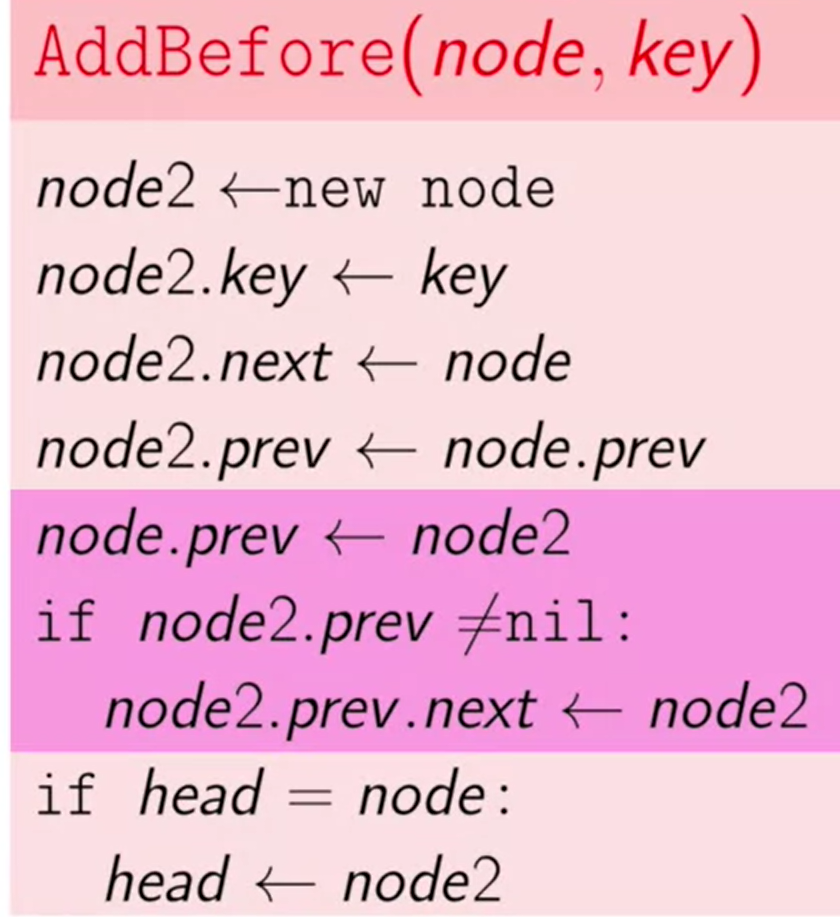 AddBefore(node, key)
node2 ←new node
node2.key ← key
node2.next ← node
node2.prev ← node.prev
node.prev ← node2
if node2.prev ≠nil:
node2.prev.next ← node2
if head = node:
head ← node2